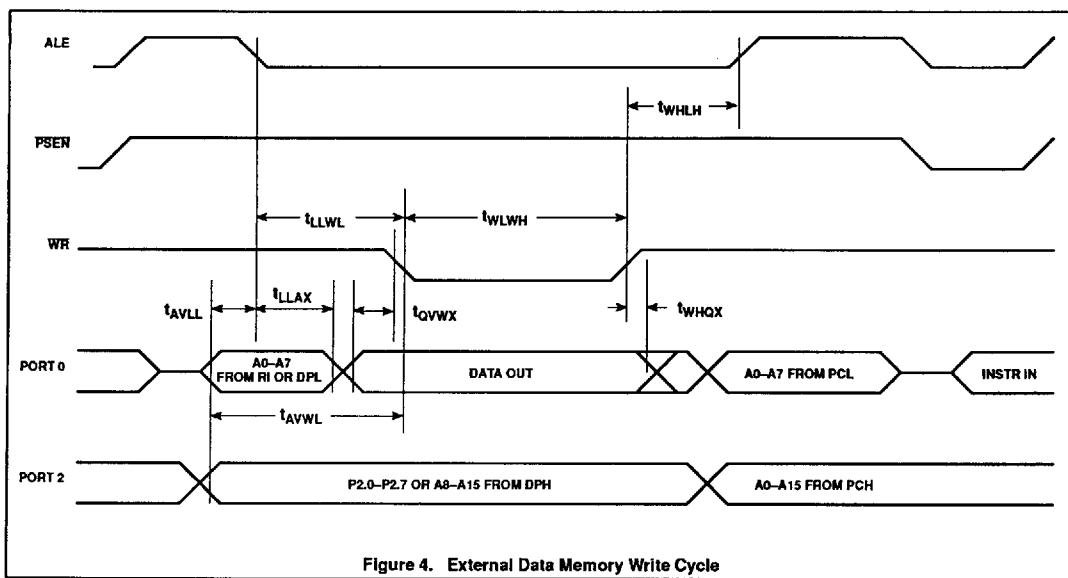 ALE
tWHLH
PSEN
tLLWL
tWLWH
WR
tAVLL
tLLAX
tQVWX
tWHQX
PORT 0
A0–A7
FROM RI OR DPL
DATA OUT
A0–A7 FROM PCL
INSTR IN
tAVWL
PORT 2
P2.0–P2.7 OR A8–A15 FROM DPH
A0–A15 FROM PCH
Figure 4. External Data Memory Write Cycle